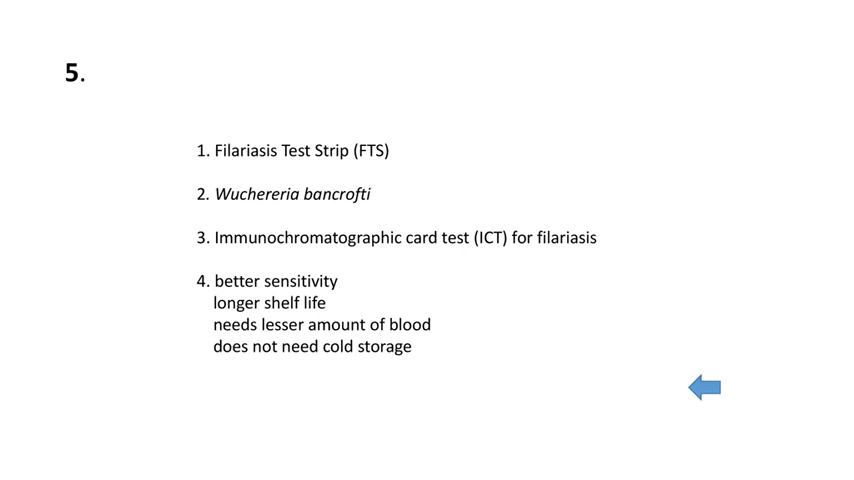 5.
1. Filariasis Test Strip (FTS)
2. Wuchereria bancrofti
3. Immunochromatographic card test (ICT) for filariasis
4. better sensitivity
longer shelf life
needs lesser amount of blood
does not need cold storage